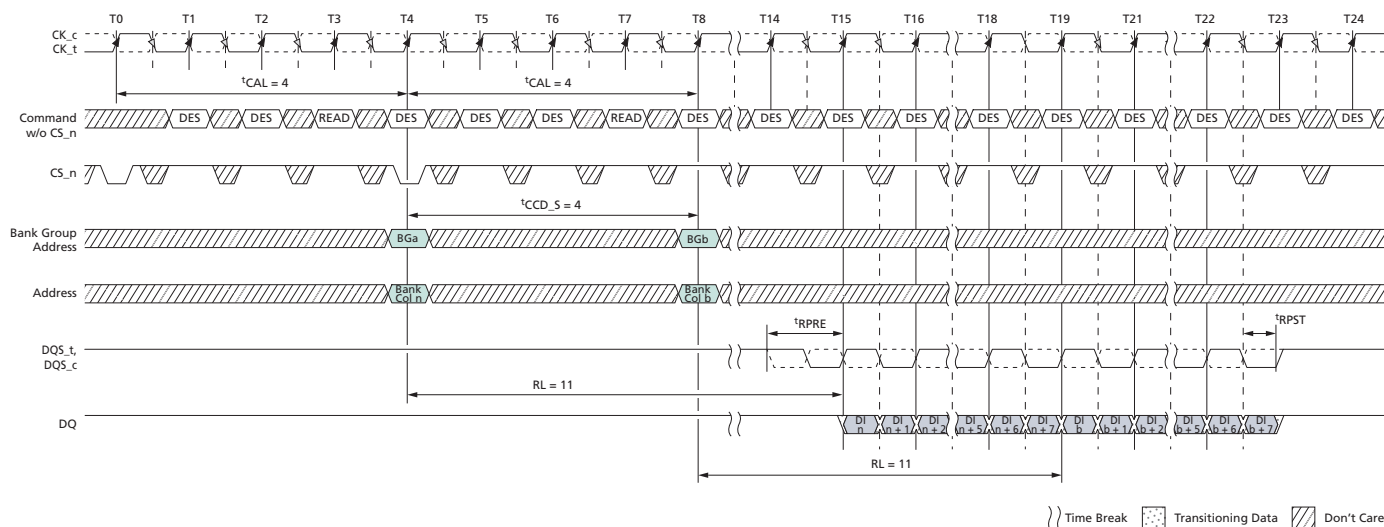 T0 T1 T2 T3 T4 T5 T6 T7 T8 T14 T15 T16 T18 T19 T21 T22 T23 T24
CK_c
CK_t
tCAL = 4 tCAL = 4
Command w/o CS_n DES DES READ DES DES DES READ DES DES DES DES DES DES DES DES DES DES
CS_n
tCCD_S = 4
Bank Group Address BGa BGb
Address Bank Col n Bank Col b
tRPRE tRPST
DQS_t, DQS_c
RL = 11
DQ DI n DI n + 1 DI n + 2 DI n + 5 DI n + 6 DI n + 7 DI b DI b + 1 DI b + 2 DI b + 5 DI b + 6 DI b + 7
RL = 11
Time Break Transitioning Data Don't Care